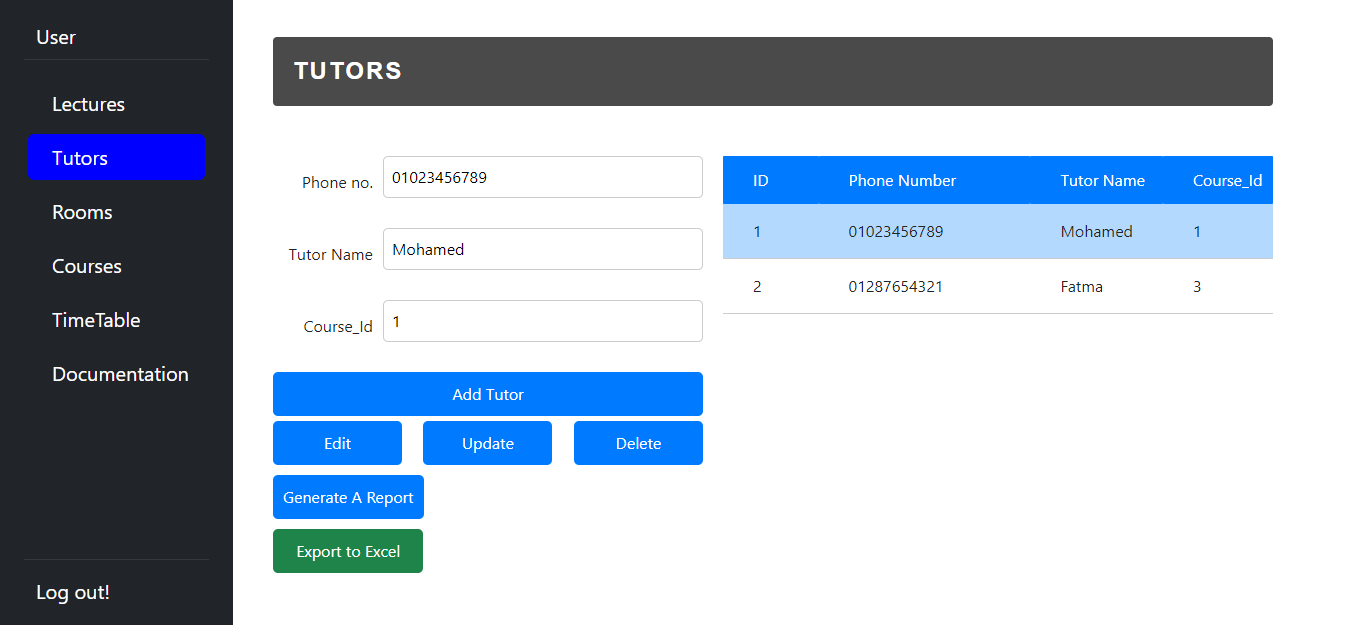 User
Lectures
Tutors
Rooms
Courses
TimeTable
Documentation
Log out!
TUTORS
Phone no. 01023456789
Tutor Name Mohamed
Course_Id 1
Add Tutor
Edit Update Delete
Generate A Report
Export to Excel
ID Phone Number Tutor Name Course_Id
1 01023456789 Mohamed 1
2 01287654321 Fatma 3